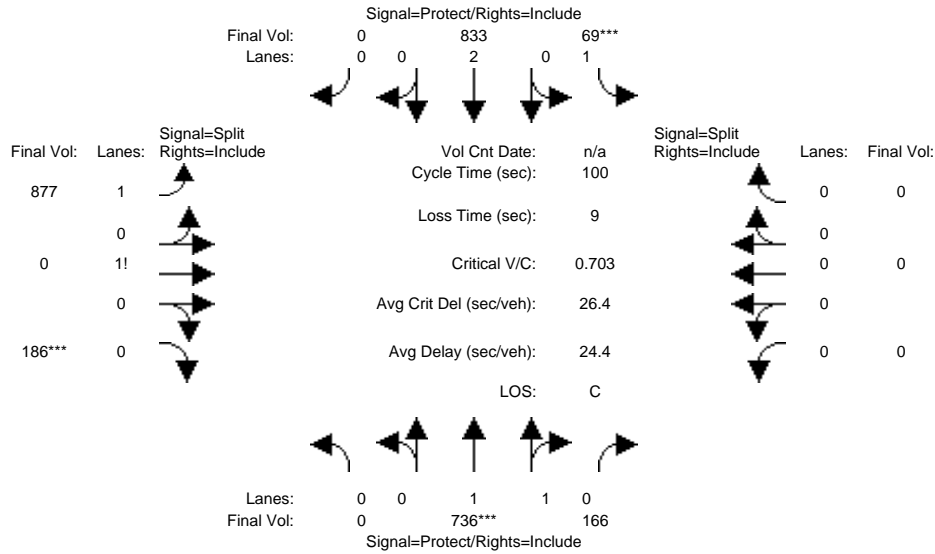 Signal=Protect/Rights=Include
Final Vol: 0 833 69***
Lanes: 0 0 2 0 1
Signal=Split
Final Vol: Lanes: Rights=Include
Vol Cnt Date: n/a
Signal=Split
Rights=Include Lanes: Final Vol:
Cycle Time (sec): 100
877 1
0 0
Loss Time (sec): 9
0
0
0 1!
Critical V/C: 0.703
0 0
0
Avg Crit Del (sec/veh): 26.4
0
186*** 0
Avg Delay (sec/veh): 24.4
0 0
LOS: C
Lanes: 0 0 1 1 0
Final Vol: 0 736*** 166
Signal=Protect/Rights=Include